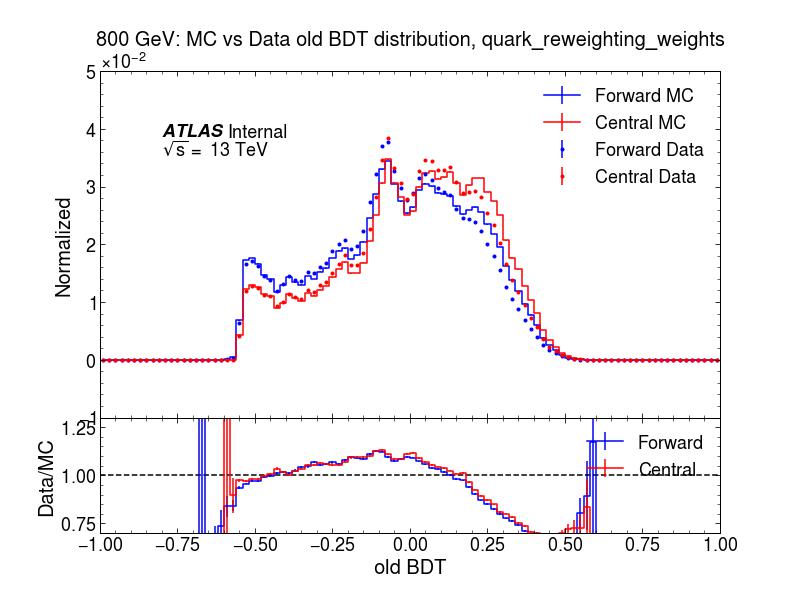 800 GeV: MC vs Data old BDT distribution, quark_reweighting_weights
×10⁻²
5
4
3
2
1
0
−1
Normalized
ATLAS Internal
√s = 13 TeV
Forward MC
Central MC
Forward Data
Central Data
1.25
1.00
0.75
Data/MC
Forward
Central
−1.00 −0.75 −0.50 −0.25 0.00 0.25 0.50 0.75 1.00
old BDT